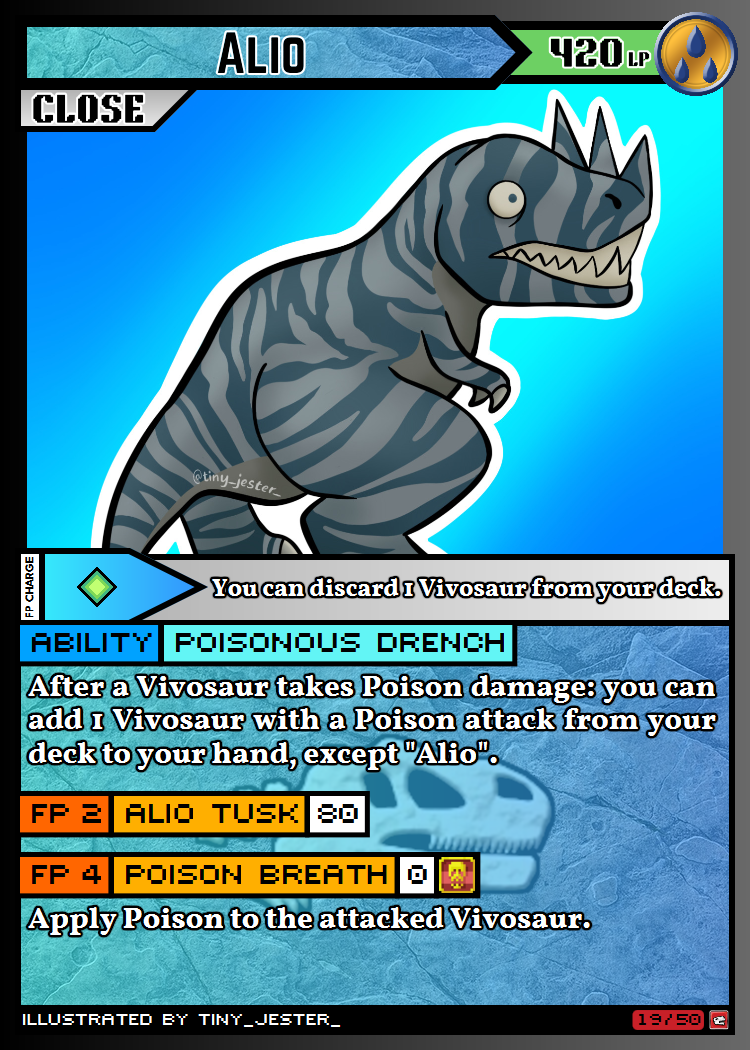 ALIO
420 LP
CLOSE
@tiny_jester_
FP CHARGE
You can discard 1 Vivosaur from your deck.
ABILITY POISONOUS DRENCH
After a Vivosaur takes Poison damage: you can
add 1 Vivosaur with a Poison attack from your
deck to your hand, except "Alio".
FP 2 ALIO TUSK 80
FP 4 POISON BREATH 0
Apply Poison to the attacked Vivosaur.
ILLUSTRATED BY TINY_JESTER_
19/50